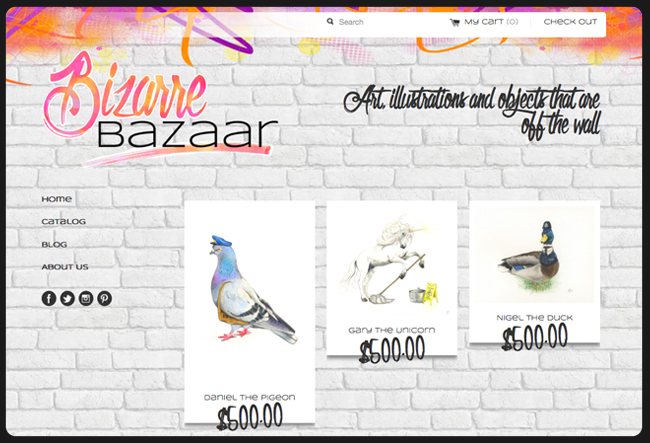 Search
My Cart (0)
Check Out
Bizarre
Bazaar
Art, illustrations and objects that are
off the wall
Home
Catalog
Blog
About Us
Gary the Unicorn
$500.00
Nigel the Duck
$500.00
Daniel the Pigeon
$500.00